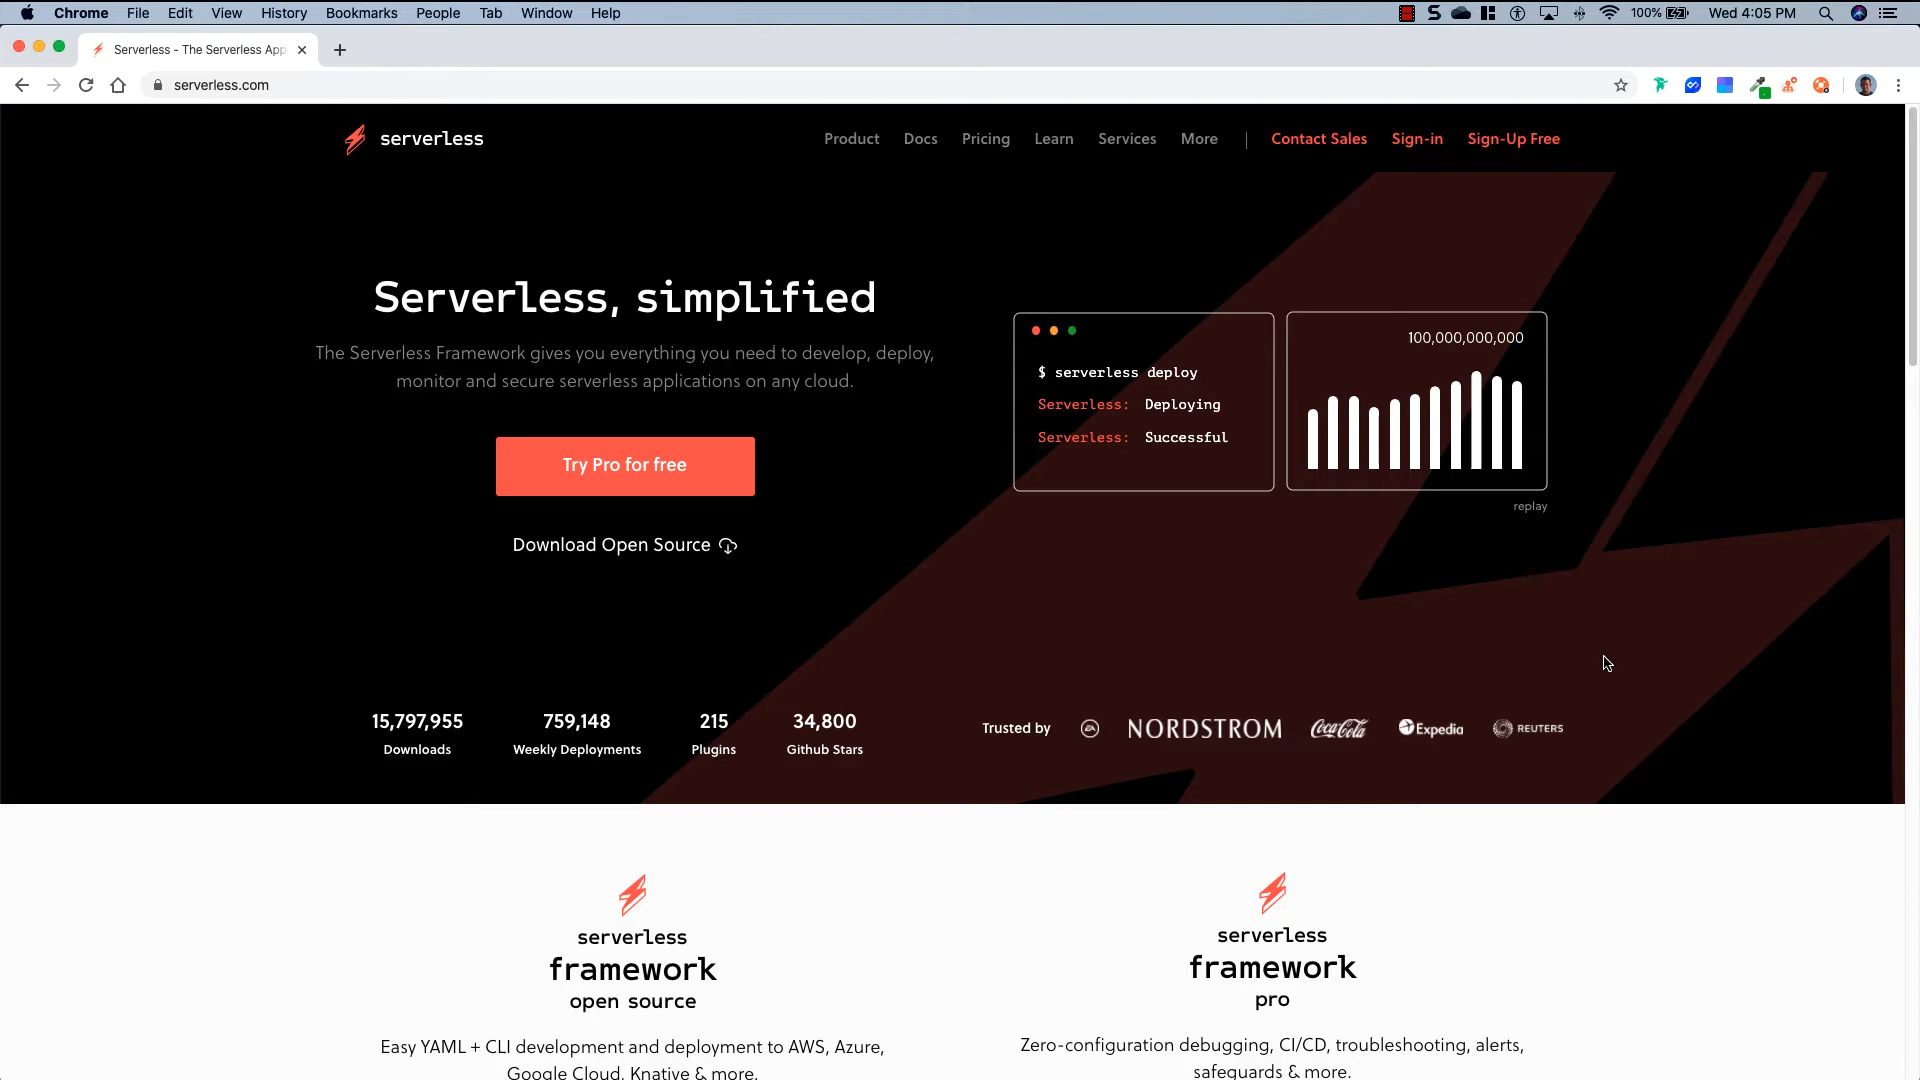 Chrome File Edit View History Bookmarks People Tab Window Help
100% Wed 4:05 PM
Serverless - The Serverless App
serverless.com
serverless
Product Docs Pricing Learn Services More | Contact Sales Sign-in Sign-Up Free
Serverless, simplified
The Serverless Framework gives you everything you need to develop, deploy,
monitor and secure serverless applications on any cloud.
Try Pro for free
Download Open Source
$ serverless deploy
Serverless: Deploying
Serverless: Successful
100,000,000,000
replay
15,797,955
Downloads
759,148
Weekly Deployments
215
Plugins
34,800
Github Stars
Trusted by
EA
NORDSTROM
Coca-Cola
Expedia
REUTERS
serverless
framework
open source
Easy YAML + CLI development and deployment to AWS, Azure,
Google Cloud, Knative & more.
serverless
framework
pro
Zero-configuration debugging, CI/CD, troubleshooting, alerts,
safeguards & more.